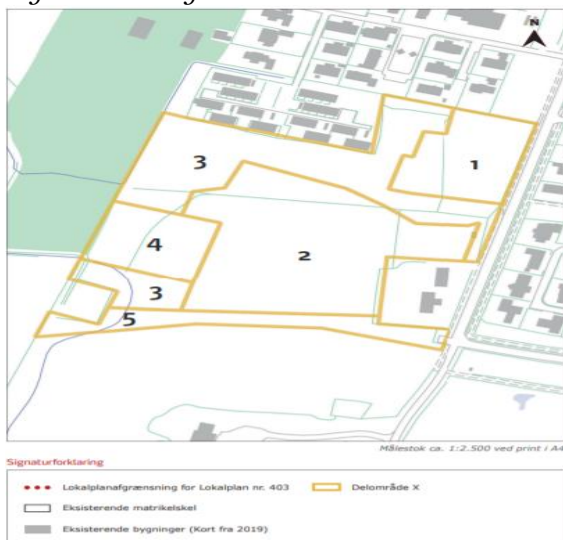 N
1
3
2
4
3
5
Målestok ca. 1:2.500 ved print i A4
Signaturforklaring
Lokalplanafgrænsning for Lokalplan nr. 403
Delområde X
Eksisterende matrikelskel
Eksisterende bygninger (Kort fra 2019)